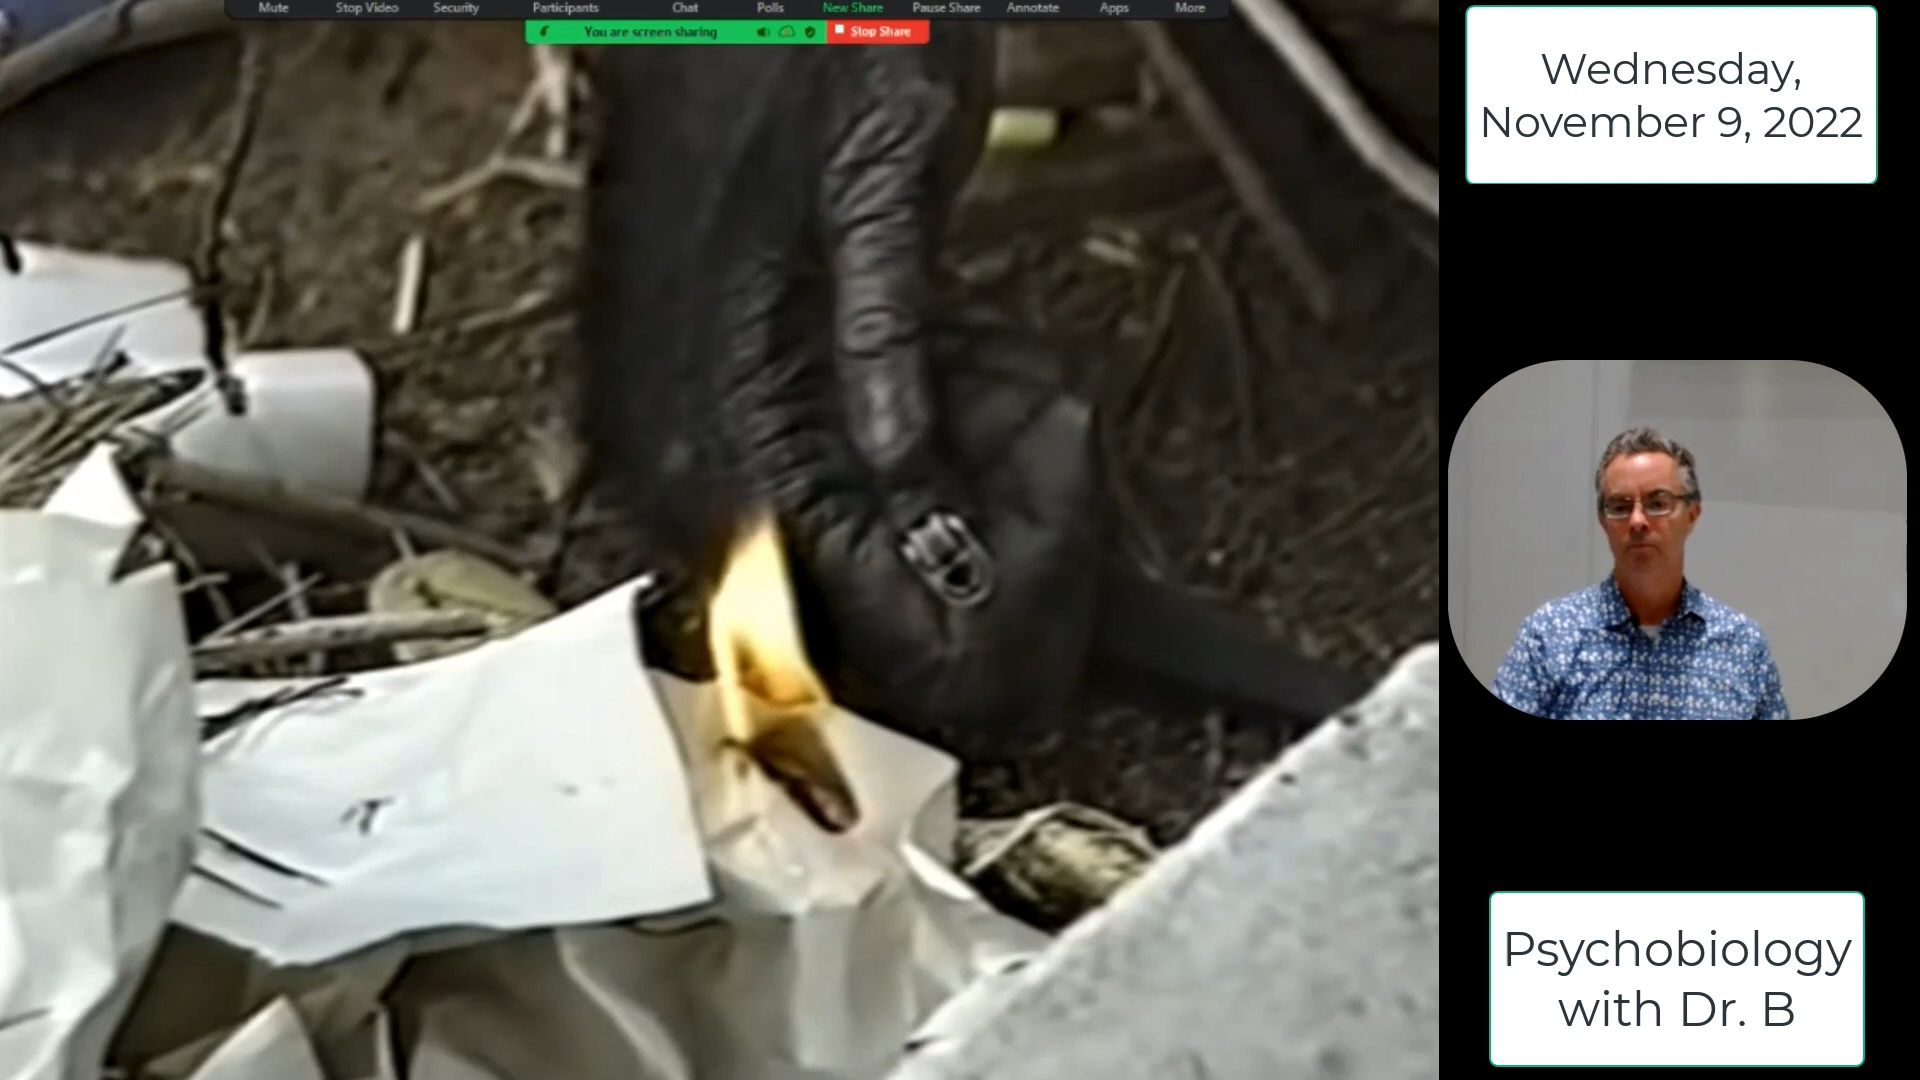 Mute Stop Video Security Participants Chat Polls New Share Pause Share Annotate Apps More
You are screen sharing Stop Share
Wednesday,
November 9, 2022
Psychobiology
with Dr. B